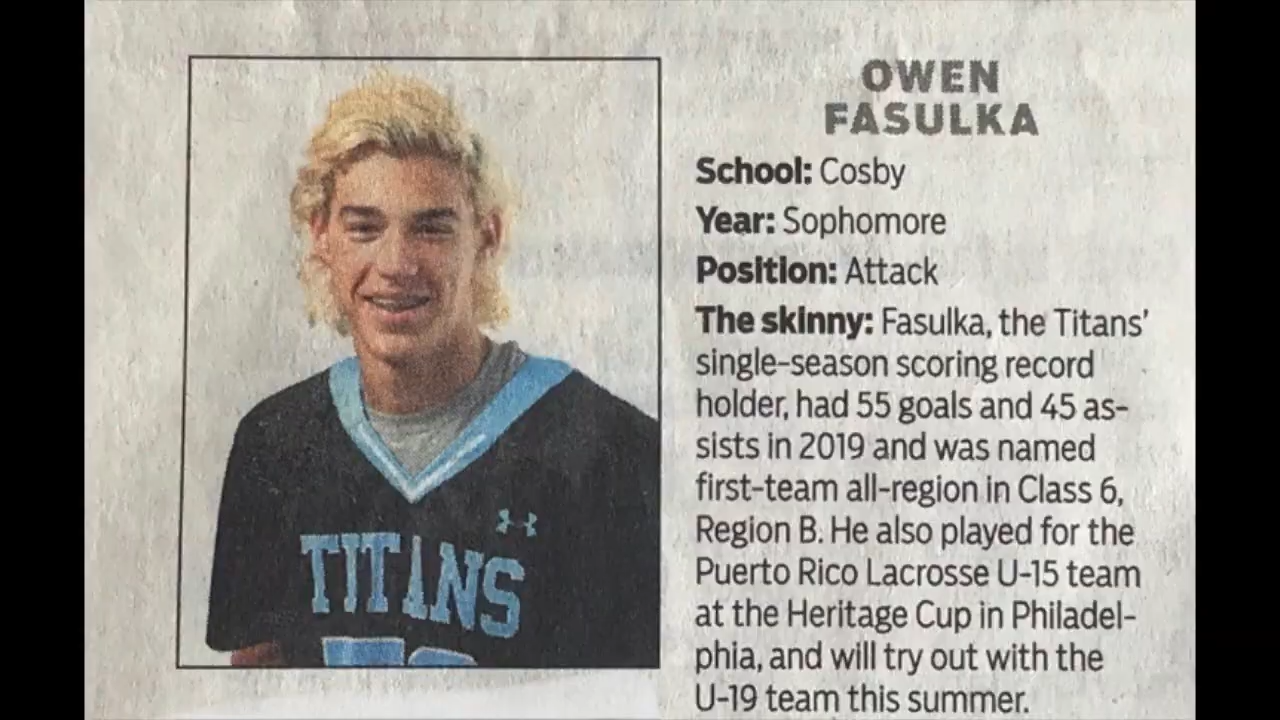 OWEN
FASULKA
School: Cosby
Year: Sophomore
Position: Attack
The skinny: Fasulka, the Titans’
single-season scoring record
holder, had 55 goals and 45 as-
sists in 2019 and was named
first-team all-region in Class 6,
Region B. He also played for the
Puerto Rico Lacrosse U-15 team
at the Heritage Cup in Philadel-
phia, and will try out with the
U-19 team this summer.
TITANS